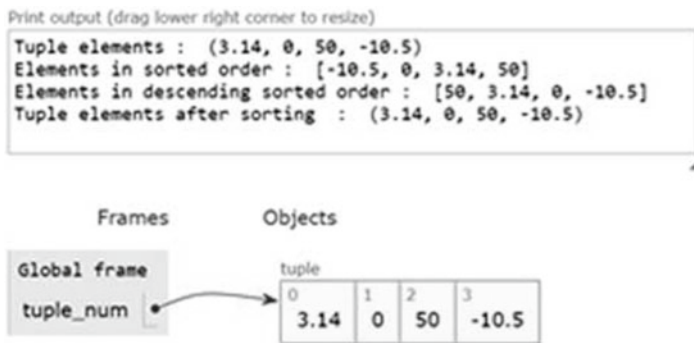 Print output (drag lower right corner to resize)
Tuple elements :  (3.14, 0, 50, -10.5)
Elements in sorted order :  [-10.5, 0, 3.14, 50]
Elements in descending sorted order :  [50, 3.14, 0, -10.5]
Tuple elements after sorting  :  (3.14, 0, 50, -10.5)
Frames Objects
Global frame
tuple_num
tuple
0 1 2 3
3.14 0 50 -10.5